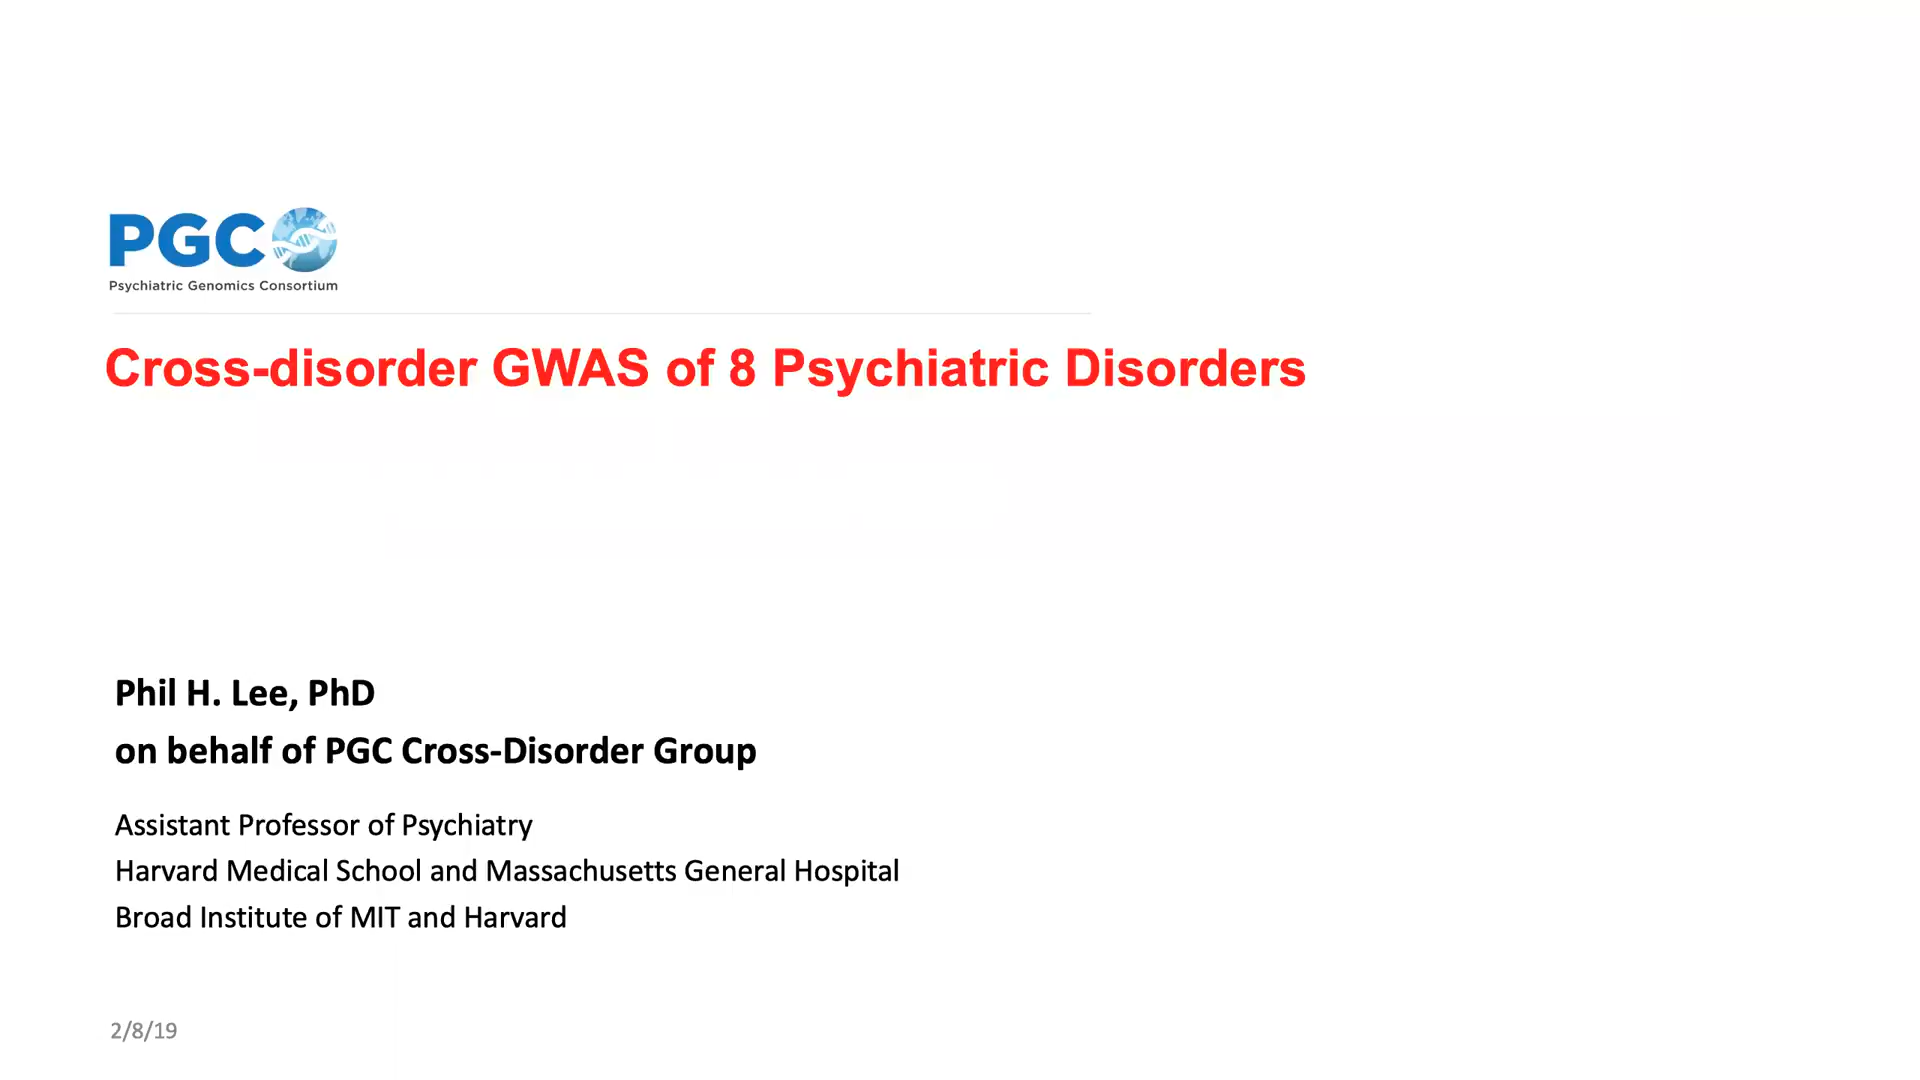 PGC
Psychiatric Genomics Consortium
Cross-disorder GWAS of 8 Psychiatric Disorders
Phil H. Lee, PhD
on behalf of PGC Cross-Disorder Group
Assistant Professor of Psychiatry
Harvard Medical School and Massachusetts General Hospital
Broad Institute of MIT and Harvard
2/8/19